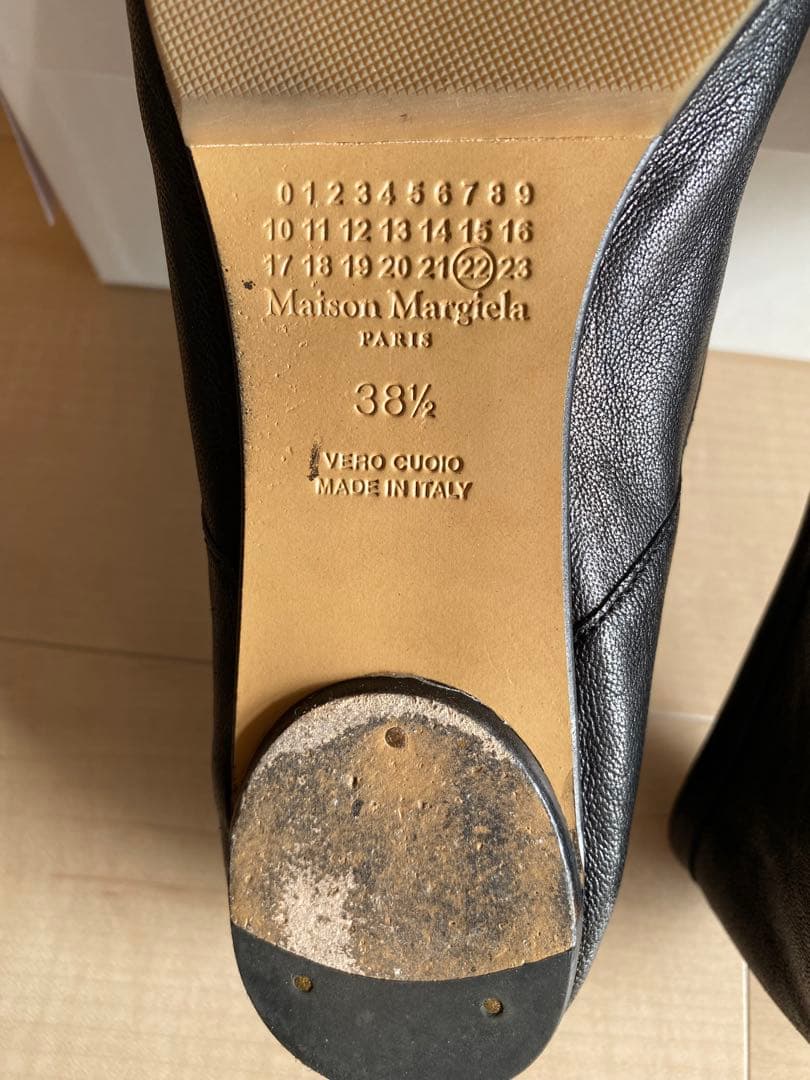 0 1 2 3 4 5 6 7 8 9
10 11 12 13 14 15 16
17 18 19 20 21 22 23
Maison Margiela
PARIS
38½
VERO CUOIO
MADE IN ITALY